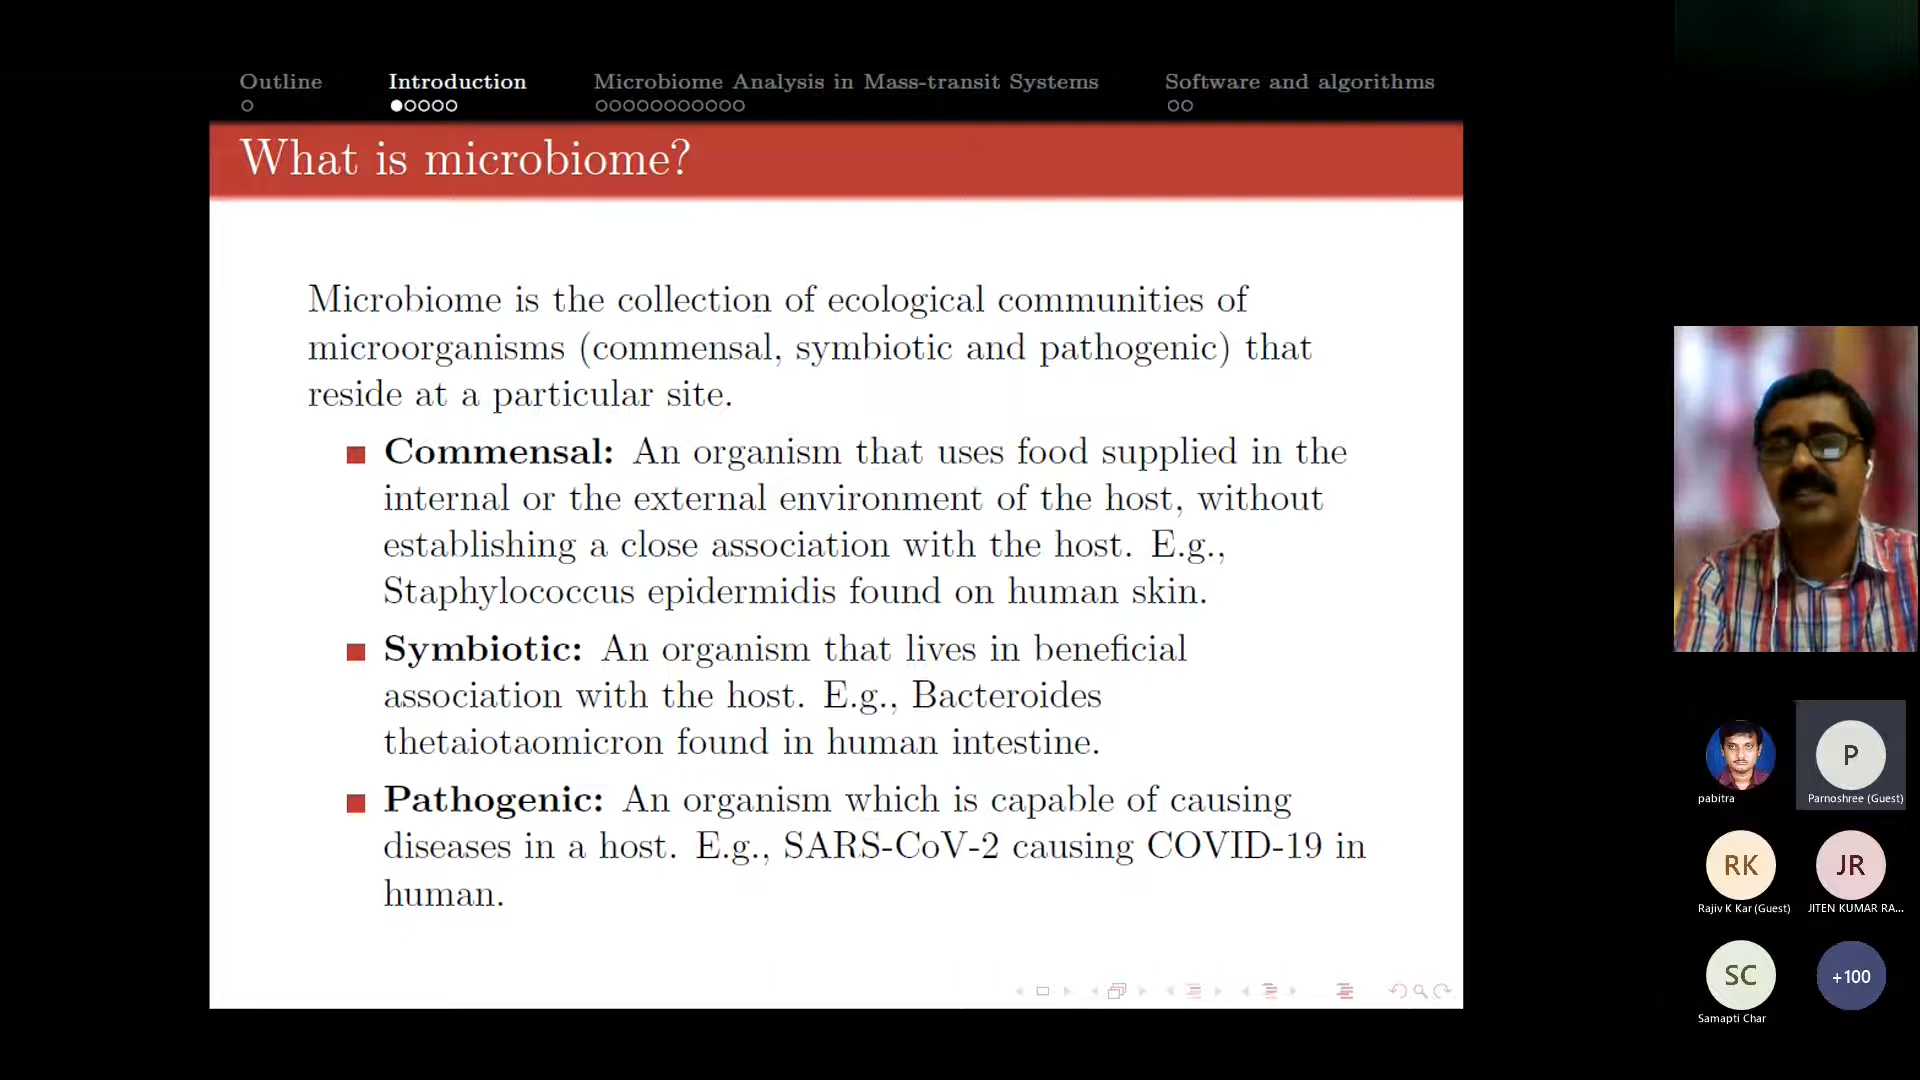 Outline
Introduction
Microbiome Analysis in Mass-transit Systems
Software and algorithms
What is microbiome?
Microbiome is the collection of ecological communities of
microorganisms (commensal, symbiotic and pathogenic) that
reside at a particular site.
Commensal: An organism that uses food supplied in the
internal or the external environment of the host, without
establishing a close association with the host. E.g.,
Staphylococcus epidermidis found on human skin.
Symbiotic: An organism that lives in beneficial
association with the host. E.g., Bacteroides
thetaiotaomicron found in human intestine.
Pathogenic: An organism which is capable of causing
diseases in a host. E.g., SARS-CoV-2 causing COVID-19 in
human.
pabitra
P
Parnoshree (Guest)
RK
Rajiv K Kar (Guest)
JR
JITEN KUMAR RA...
SC
Samapti Char
+100